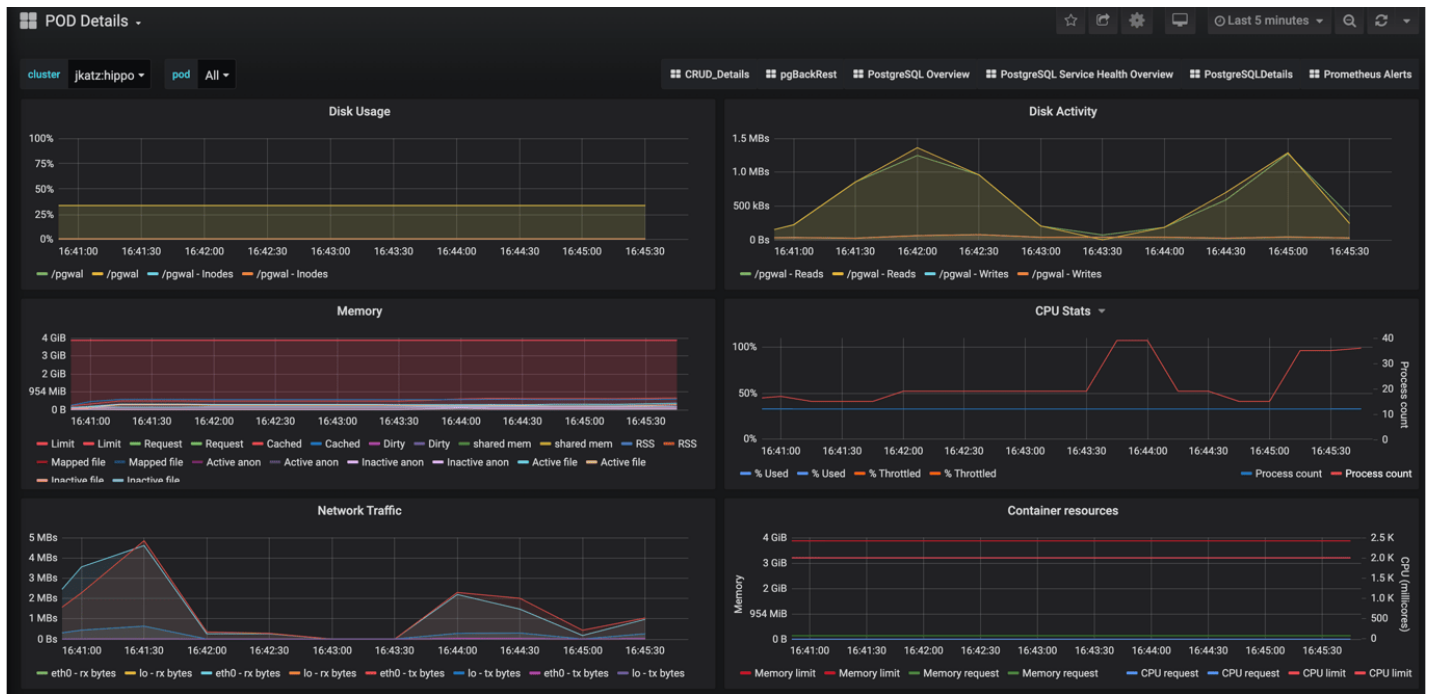 POD Details
Last 5 minutes
cluster jkatz:hippo pod All
CRUD_Details pgBackRest PostgreSQL Overview PostgreSQL Service Health Overview PostgreSQLDetails Prometheus Alerts
Disk Usage
100%
75%
50%
25%
0%
16:41:00 16:41:30 16:42:00 16:42:30 16:43:00 16:43:30 16:44:00 16:44:30 16:45:00 16:45:30
/pgwal /pgwal /pgwal - Inodes /pgwal - Inodes
Disk Activity
1.5 MBs
1.0 MBs
500 kBs
0 Bs
16:41:00 16:41:30 16:42:00 16:42:30 16:43:00 16:43:30 16:44:00 16:44:30 16:45:00 16:45:30
/pgwal - Reads /pgwal - Reads /pgwal - Writes /pgwal - Writes
Memory
4 GiB
3 GiB
2 GiB
954 MiB
0 B
16:41:00 16:41:30 16:42:00 16:42:30 16:43:00 16:43:30 16:44:00 16:44:30 16:45:00 16:45:30
Limit Limit Request Request Cached Cached Dirty Dirty shared mem shared mem RSS RSS
Mapped file Mapped file Active anon Active anon Inactive anon Inactive anon Active file Active file
Inactive file Inactive file
CPU Stats
100%
50%
0%
40
30
20
10
0
Process count
16:41:00 16:41:30 16:42:00 16:42:30 16:43:00 16:43:30 16:44:00 16:44:30 16:45:00 16:45:30
% Used % Used % Throttled % Throttled Process count Process count
Network Traffic
5 MBs
4 MBs
3 MBs
2 MBs
1 MBs
0 Bs
16:41:00 16:41:30 16:42:00 16:42:30 16:43:00 16:43:30 16:44:00 16:44:30 16:45:00 16:45:30
eth0 - rx bytes lo - rx bytes eth0 - rx bytes lo - rx bytes eth0 - tx bytes lo - tx bytes eth0 - tx bytes lo - tx bytes
Container resources
Memory
4 GiB
3 GiB
2 GiB
954 MiB
0 B
2.5 K
2.0 K
1.5 K
1.0 K
500
0
CPU (millicores)
16:41:00 16:41:30 16:42:00 16:42:30 16:43:00 16:43:30 16:44:00 16:44:30 16:45:00 16:45:30
Memory limit Memory limit Memory request Memory request CPU request CPU request CPU limit CPU limit